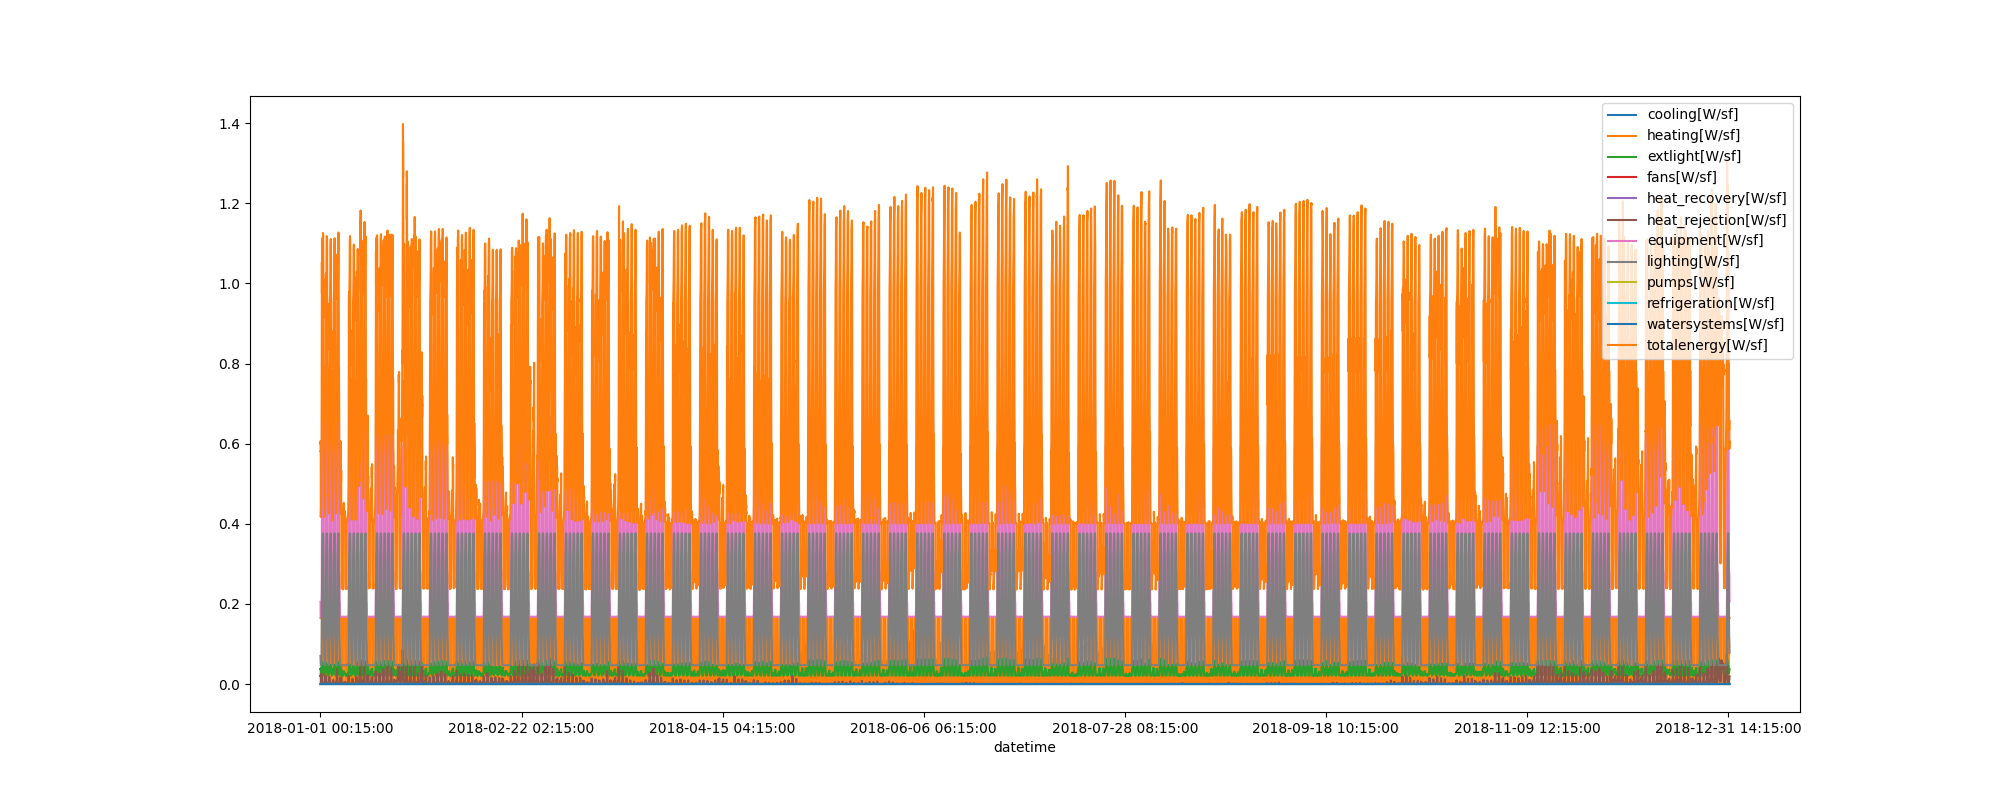 1.4
1.2
1.0
0.8
0.6
0.4
0.2
0.0
cooling[W/sf]
heating[W/sf]
extlight[W/sf]
fans[W/sf]
heat_recovery[W/sf]
heat_rejection[W/sf]
equipment[W/sf]
lighting[W/sf]
pumps[W/sf]
refrigeration[W/sf]
watersystems[W/sf]
totalenergy[W/sf]
2018-01-01 00:15:00 2018-02-22 02:15:00 2018-04-15 04:15:00 2018-06-06 06:15:00 2018-07-28 08:15:00 2018-09-18 10:15:00 2018-11-09 12:15:00 2018-12-31 14:15:00
datetime